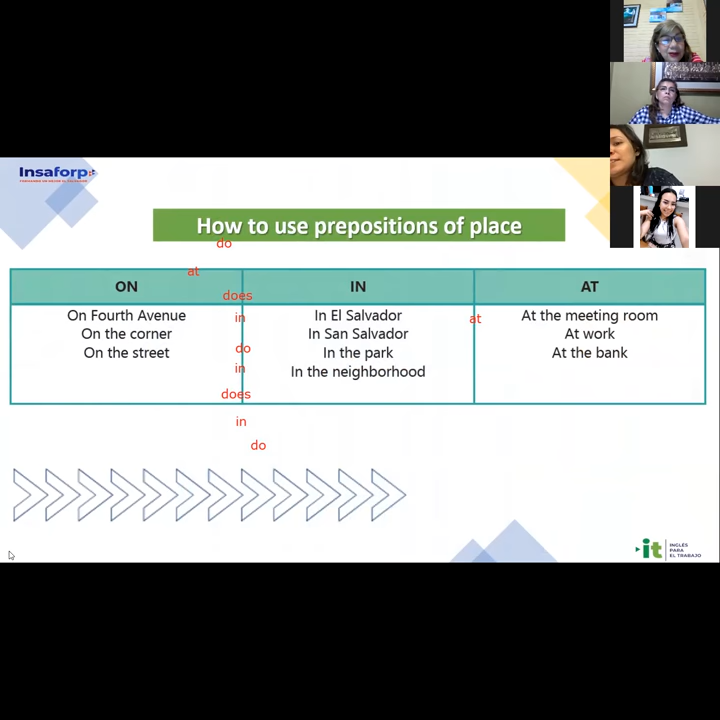 Insaforp
How to use prepositions of place
do
at
does
ON IN AT
On Fourth Avenue in In El Salvador at At the meeting room
On the corner In San Salvador At work
On the street do In the park At the bank
in In the neighborhood
does
in
do
it INGLÉS
PARA
EL TRABAJO